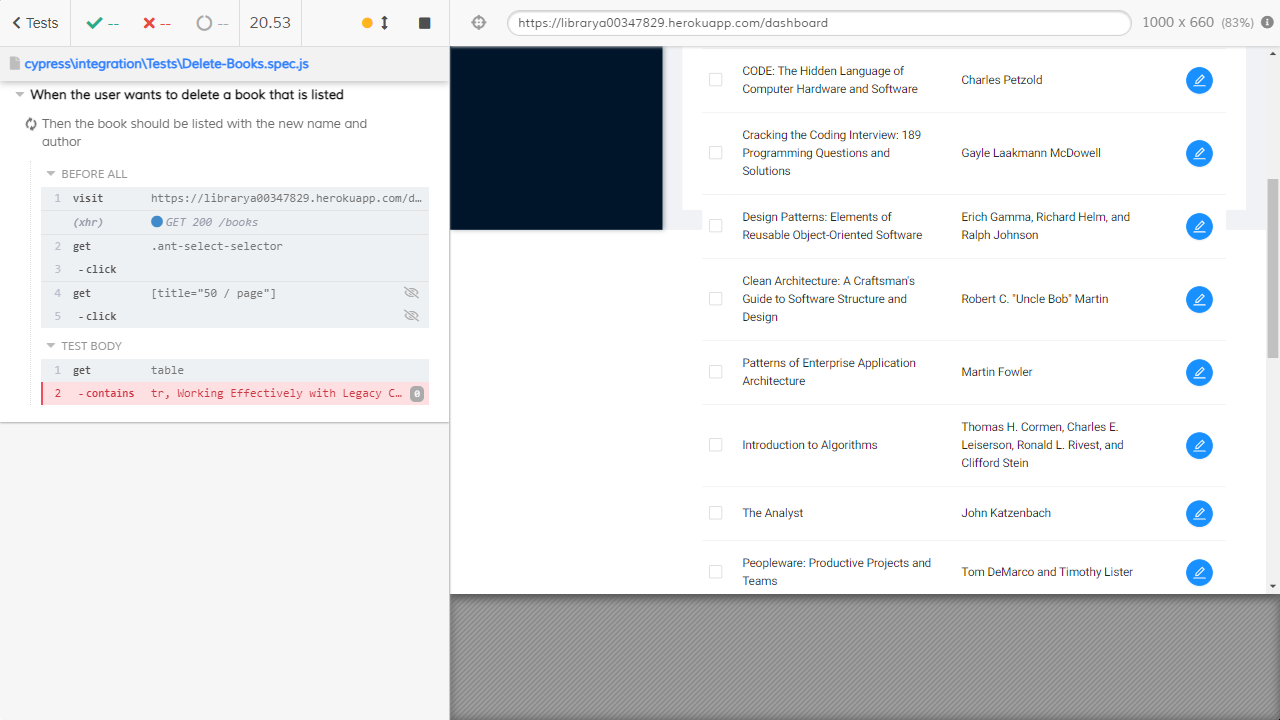 Tests
--
--
--
20.53
https://librarya00347829.herokuapp.com/dashboard
1000 x 660 (83%)
cypress\integration\Tests\Delete-Books.spec.js
When the user wants to delete a book that is listed
Then the book should be listed with the new name and
author
BEFORE ALL
1 visit https://librarya00347829.herokuapp.com/d…
(xhr) GET 200 /books
2 get .ant-select-selector
3 -click
4 get [title="50 / page"]
5 -click
TEST BODY
1 get table
2 -contains tr, Working Effectively with Legacy C… e
CODE: The Hidden Language of
Computer Hardware and Software
Charles Petzold
Cracking the Coding Interview: 189
Programming Questions and
Solutions
Gayle Laakmann McDowell
Design Patterns: Elements of
Reusable Object-Oriented Software
Erich Gamma, Richard Helm, and
Ralph Johnson
Clean Architecture: A Craftsman's
Guide to Software Structure and
Design
Robert C. "Uncle Bob" Martin
Patterns of Enterprise Application
Architecture
Martin Fowler
Introduction to Algorithms
Thomas H. Cormen, Charles E.
Leiserson, Ronald L. Rivest, and
Clifford Stein
The Analyst
John Katzenbach
Peopleware: Productive Projects and
Teams
Tom DeMarco and Timothy Lister